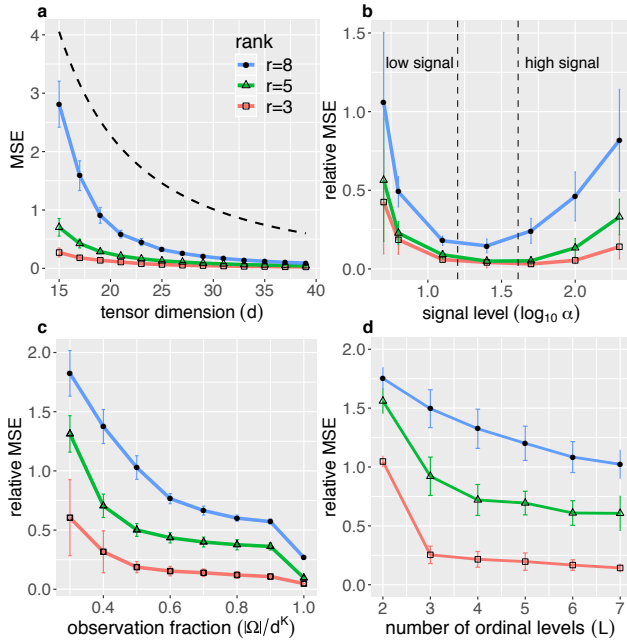 a
rank
r=8
r=5
r=3
MSE
4
3
2
1
0
15 20 25 30 35 40
tensor dimension (d)
b
low signal
high signal
relative MSE
1.5
1.0
0.5
0.0
1.0 1.5 2.0
signal level (log10 α)
c
relative MSE
2.0
1.5
1.0
0.5
0.0
0.4 0.6 0.8 1.0
observation fraction (|Ω|/d^K)
d
relative MSE
2.0
1.5
1.0
0.5
0.0
2 3 4 5 6 7
number of ordinal levels (L)